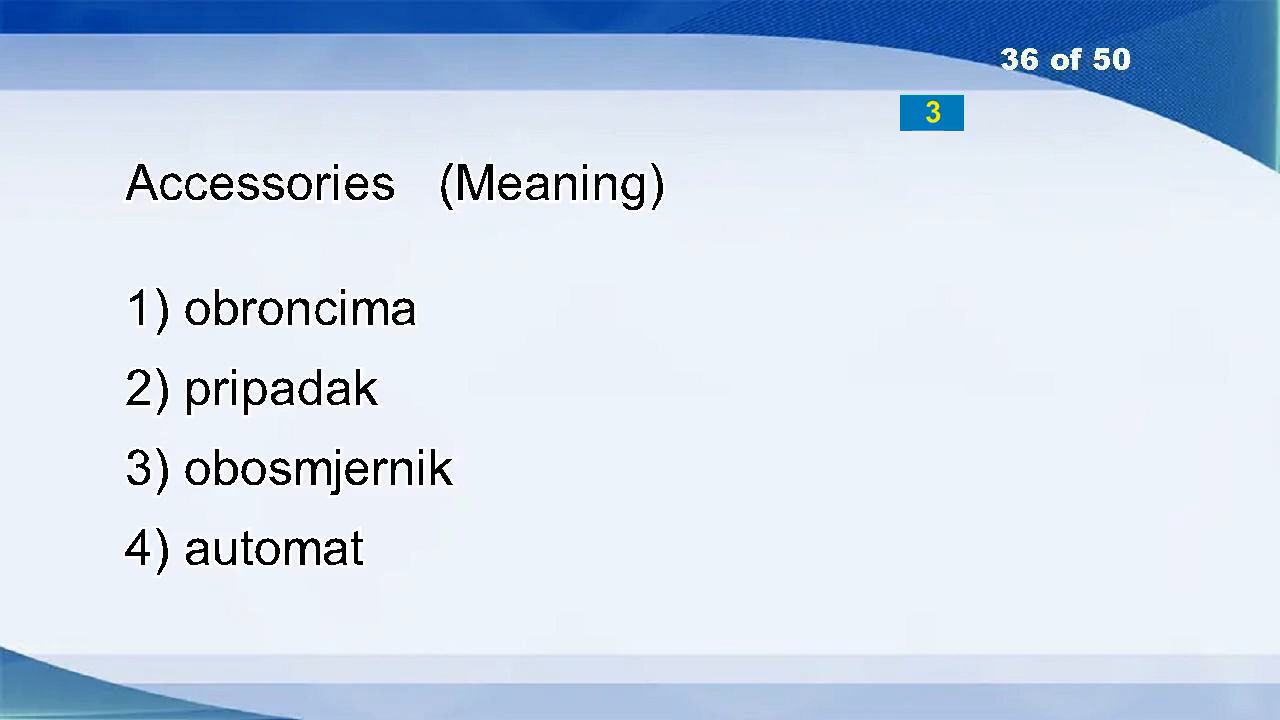 36 of 50
3
Accessories (Meaning)
1) obroncima
2) pripadak
3) obosmjernik
4) automat